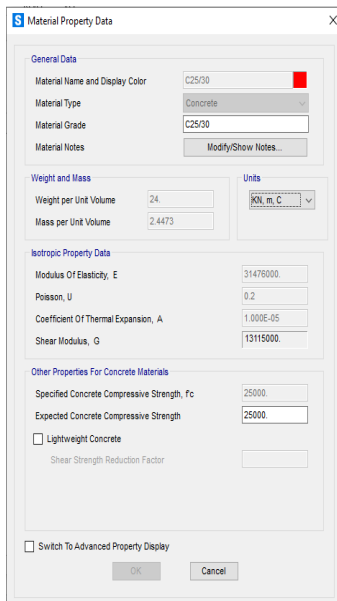 S Material Property Data X
General Data
Material Name and Display Color C25/30
Material Type Concrete
Material Grade C25/30
Material Notes Modify/Show Notes...
Weight and Mass Units
Weight per Unit Volume 24. KN, m, C
Mass per Unit Volume 2.4473
Isotropic Property Data
Modulus Of Elasticity, E 31476000.
Poisson, U 0.2
Coefficient Of Thermal Expansion, A 1.000E-05
Shear Modulus, G 13115000.
Other Properties For Concrete Materials
Specified Concrete Compressive Strength, f'c 25000.
Expected Concrete Compressive Strength 25000.
Lightweight Concrete
Shear Strength Reduction Factor
Switch To Advanced Property Display
OK Cancel